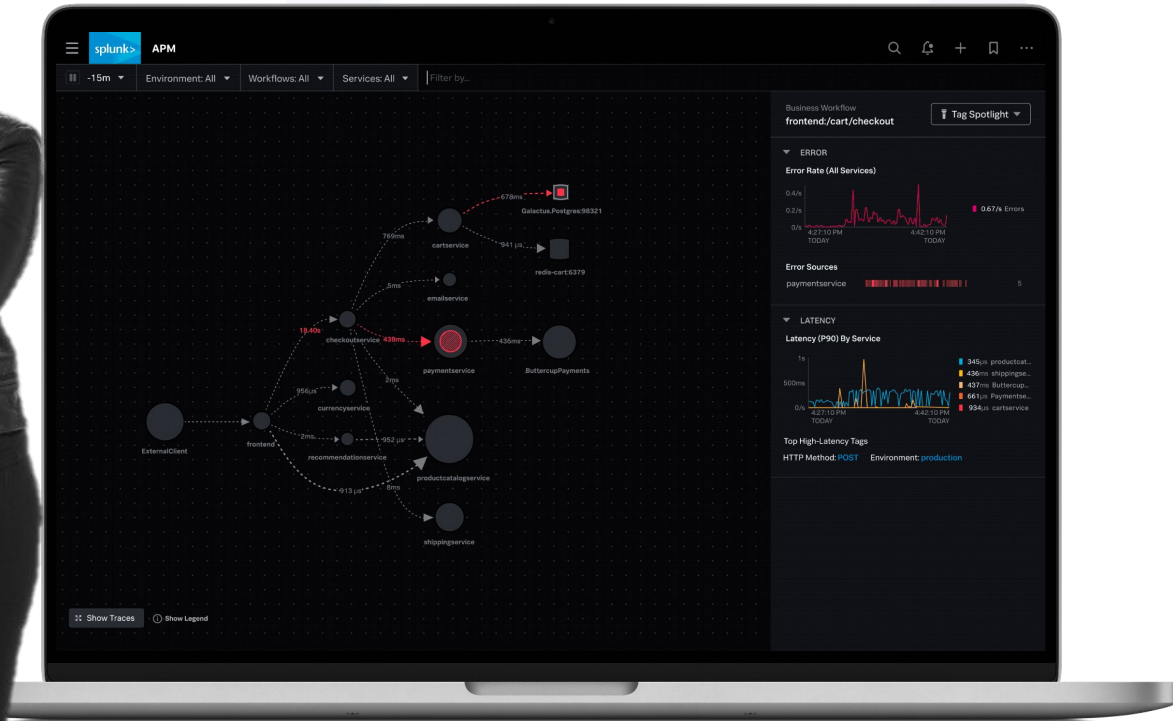 splunk>
APM
-15m
Environment: All
Workflows: All
Services: All
Filter by...
Business Workflow
frontend:/cart/checkout
Tag Spotlight
ERROR
Error Rate (All Services)
0.4/s
0.2/s
0/s
4:27:10 PM
TODAY
4:42:10 PM
TODAY
0.67/s Errors
Error Sources
paymentservice
5
LATENCY
Latency (P90) By Service
1s
500ms
0/s
4:27:10 PM
TODAY
4:42:10 PM
TODAY
345µs productcat...
436ms shippingse...
437ms Buttercup...
661µs Paymentse...
934µs cartservice
Top High-Latency Tags
HTTP Method: POST
Environment: production
678ms
Galactus.Postgres:98321
769ms
cartservice
941 µs
redis-cart:6379
5ms
emailservice
18.40s
checkoutservice
438ms
436ms
paymentservice
ButtercupPayments
2ms
956µs
currencyservice
ExternalClient
frontend
2ms
952 µs
recommendationservice
productcatalogservice
913 µs
8ms
shippingservice
Show Traces
Show Legend